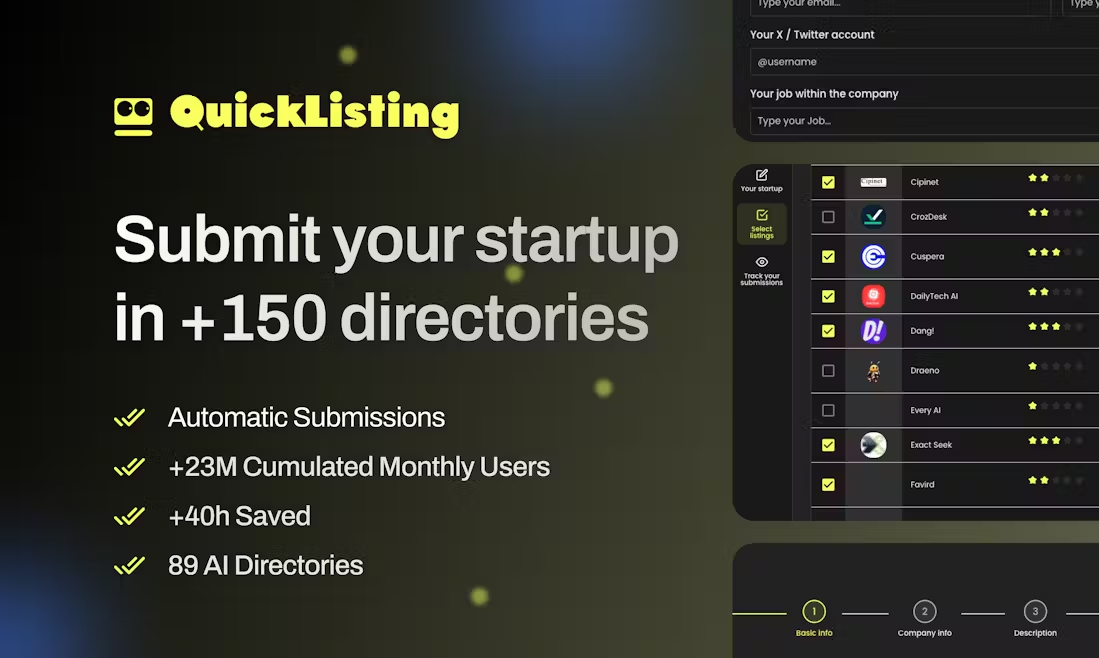 QuickListing
Submit your startup
in +150 directories
Automatic Submissions
+23M Cumulated Monthly Users
+40h Saved
89 AI Directories
Type your email...
Your X / Twitter account
@username
Your job within the company
Type your Job...
Your startup
Select
listings
Track your
submissions
Cipinet
Cipinet
CrozDesk
Cuspera
DailyTech AI
D! Dang!
Draeno
Every AI
Exact Seek
Favird
1
Basic info
2
Company info
3
Description